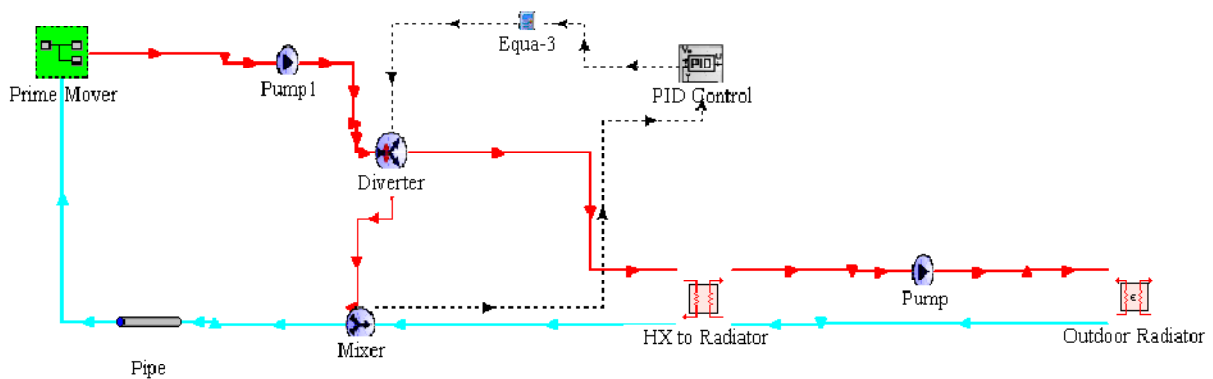 Equa-3
PID
Prime Mover
Pump1
PID Control
Diverter
Pump
Mixer
HX to Radiator
ε
Outdoor Radiator
Pipe